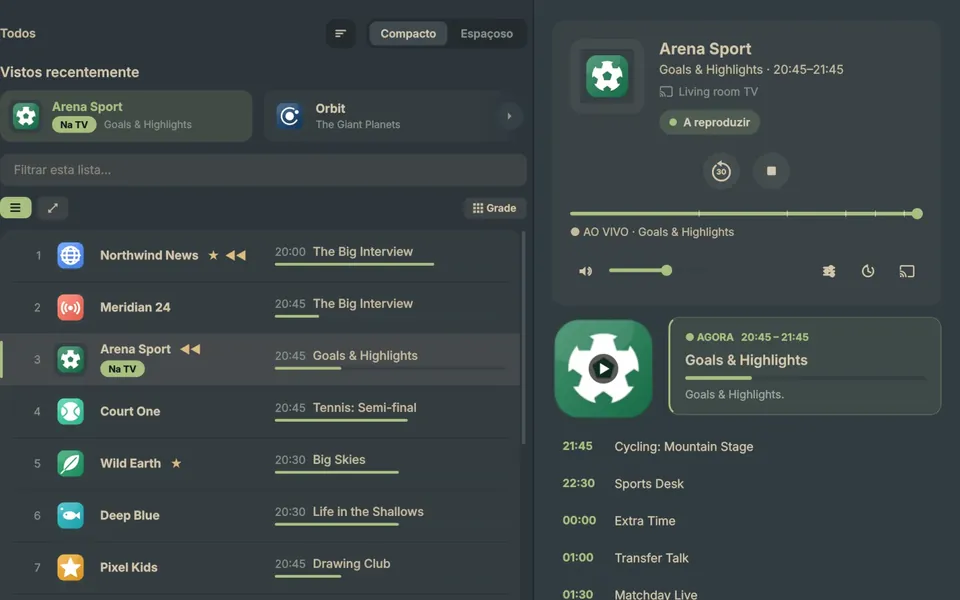 Todos
Compacto
Espaçoso
Vistos recentemente
Arena Sport
Na TV
Goals & Highlights
Orbit
The Giant Planets
Filtrar esta lista...
Grade
1 Northwind News 20:00 The Big Interview
2 Meridian 24 20:45 The Big Interview
3 Arena Sport 20:45 Goals & Highlights
Na TV
4 Court One 20:45 Tennis: Semi-final
5 Wild Earth 20:30 Big Skies
6 Deep Blue 20:30 Life in the Shallows
7 Pixel Kids 20:45 Drawing Club
Arena Sport
Goals & Highlights · 20:45–21:45
Living room TV
A reproduzir
30
AO VIVO · Goals & Highlights
AGORA 20:45 – 21:45
Goals & Highlights
Goals & Highlights.
21:45 Cycling: Mountain Stage
22:30 Sports Desk
00:00 Extra Time
01:00 Transfer Talk
01:30 Matchday Live